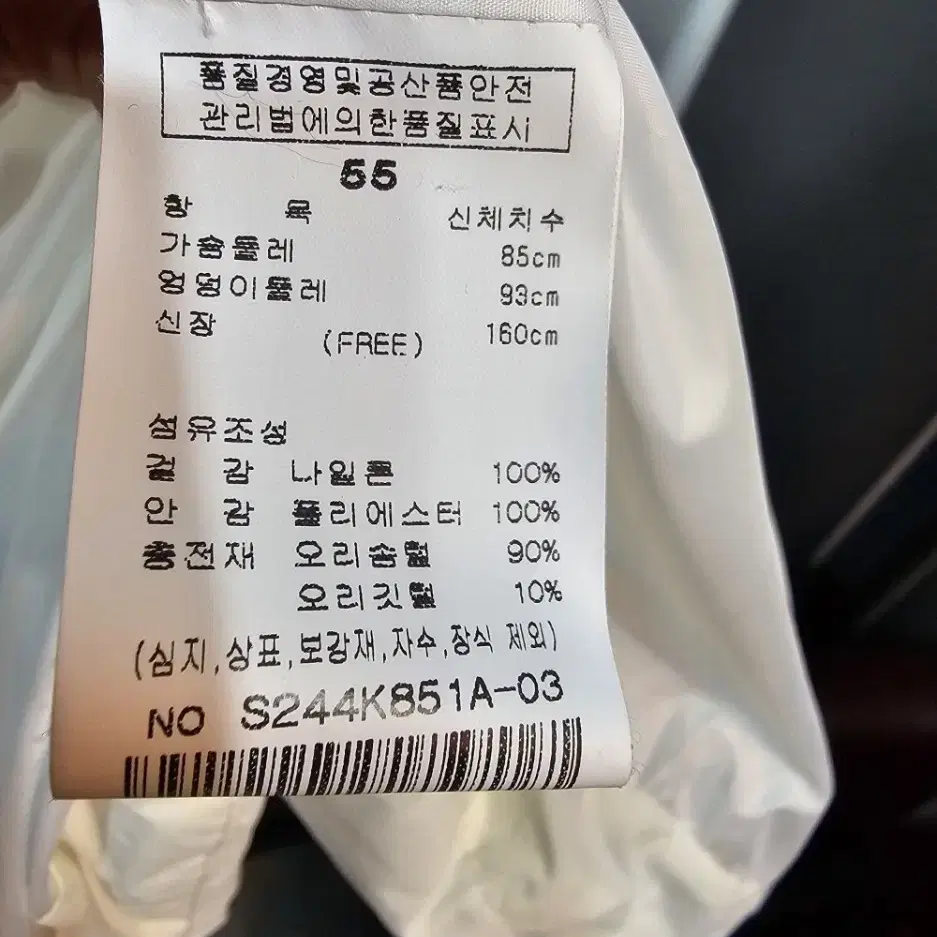 품질경영및공산품안전
관리법에의한품질표시
55
항 목 신체치수
가슴둘레 85cm
엉덩이둘레 93cm
신장 (FREE) 160cm
섬유조성
겉 감 나일론 100%
안 감 폴리에스터 100%
충전재 오리솜털 90%
오리깃털 10%
(심지,상표,보강재,자수,장식 제외)
NO S244K851A-03